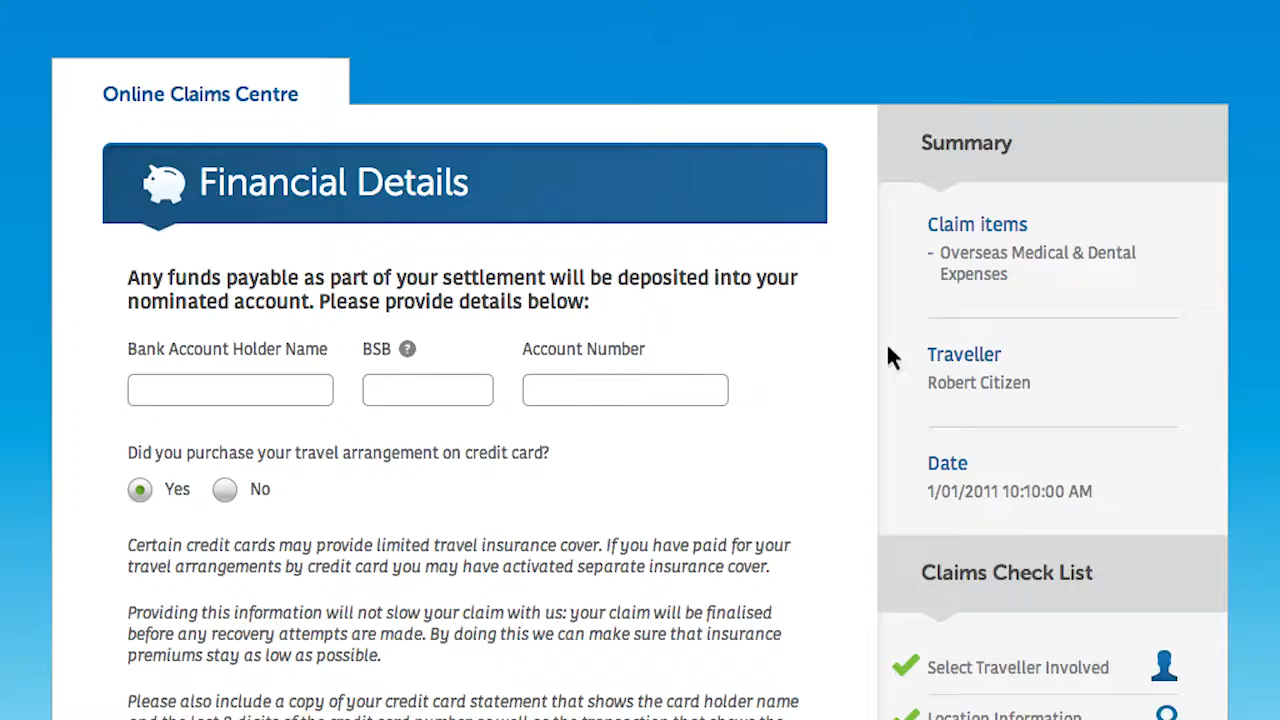 Online Claims Centre
Financial Details
Any funds payable as part of your settlement will be deposited into your
nominated account. Please provide details below:
Bank Account Holder Name
BSB ?
Account Number
Did you purchase your travel arrangement on credit card?
Yes
No
Certain credit cards may provide limited travel insurance cover. If you have paid for your
travel arrangements by credit card you may have activated separate insurance cover.
Providing this information will not slow your claim with us: your claim will be finalised
before any recovery attempts are made. By doing this we can make sure that insurance
premiums stay as low as possible.
Please also include a copy of your credit card statement that shows the card holder name
Summary
Claim items
- Overseas Medical & Dental
Expenses
Traveller
Robert Citizen
Date
1/01/2011 10:10:00 AM
Claims Check List
Select Traveller Involved
Location Information